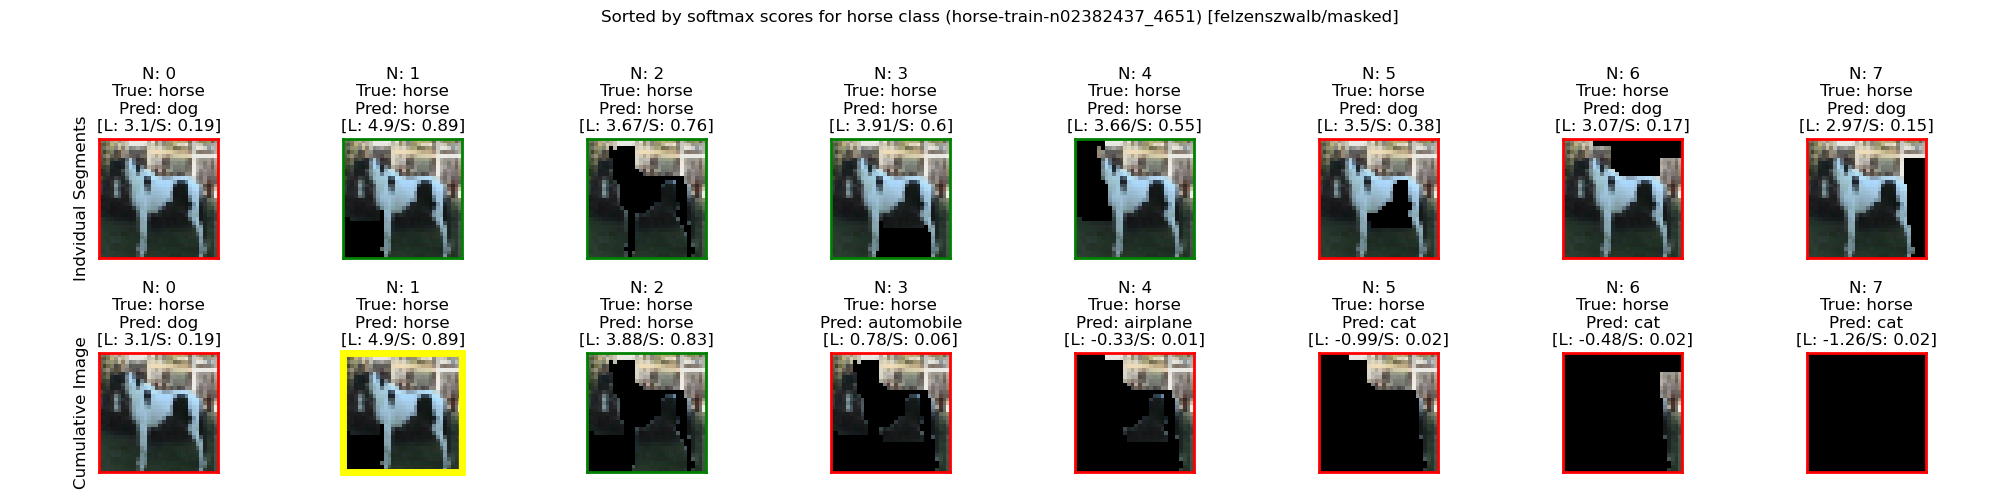 Sorted by softmax scores for horse class (horse-train-n02382437_4651) [felzenszwalb/masked]
Indvidual Segments
N: 0
True: horse
Pred: dog
[L: 3.1/S: 0.19]
N: 1
True: horse
Pred: horse
[L: 4.9/S: 0.89]
N: 2
True: horse
Pred: horse
[L: 3.67/S: 0.76]
N: 3
True: horse
Pred: horse
[L: 3.91/S: 0.6]
N: 4
True: horse
Pred: horse
[L: 3.66/S: 0.55]
N: 5
True: horse
Pred: dog
[L: 3.5/S: 0.38]
N: 6
True: horse
Pred: dog
[L: 3.07/S: 0.17]
N: 7
True: horse
Pred: dog
[L: 2.97/S: 0.15]
Cumulative Image
N: 0
True: horse
Pred: dog
[L: 3.1/S: 0.19]
N: 1
True: horse
Pred: horse
[L: 4.9/S: 0.89]
N: 2
True: horse
Pred: horse
[L: 3.88/S: 0.83]
N: 3
True: horse
Pred: automobile
[L: 0.78/S: 0.06]
N: 4
True: horse
Pred: airplane
[L: -0.33/S: 0.01]
N: 5
True: horse
Pred: cat
[L: -0.99/S: 0.02]
N: 6
True: horse
Pred: cat
[L: -0.48/S: 0.02]
N: 7
True: horse
Pred: cat
[L: -1.26/S: 0.02]